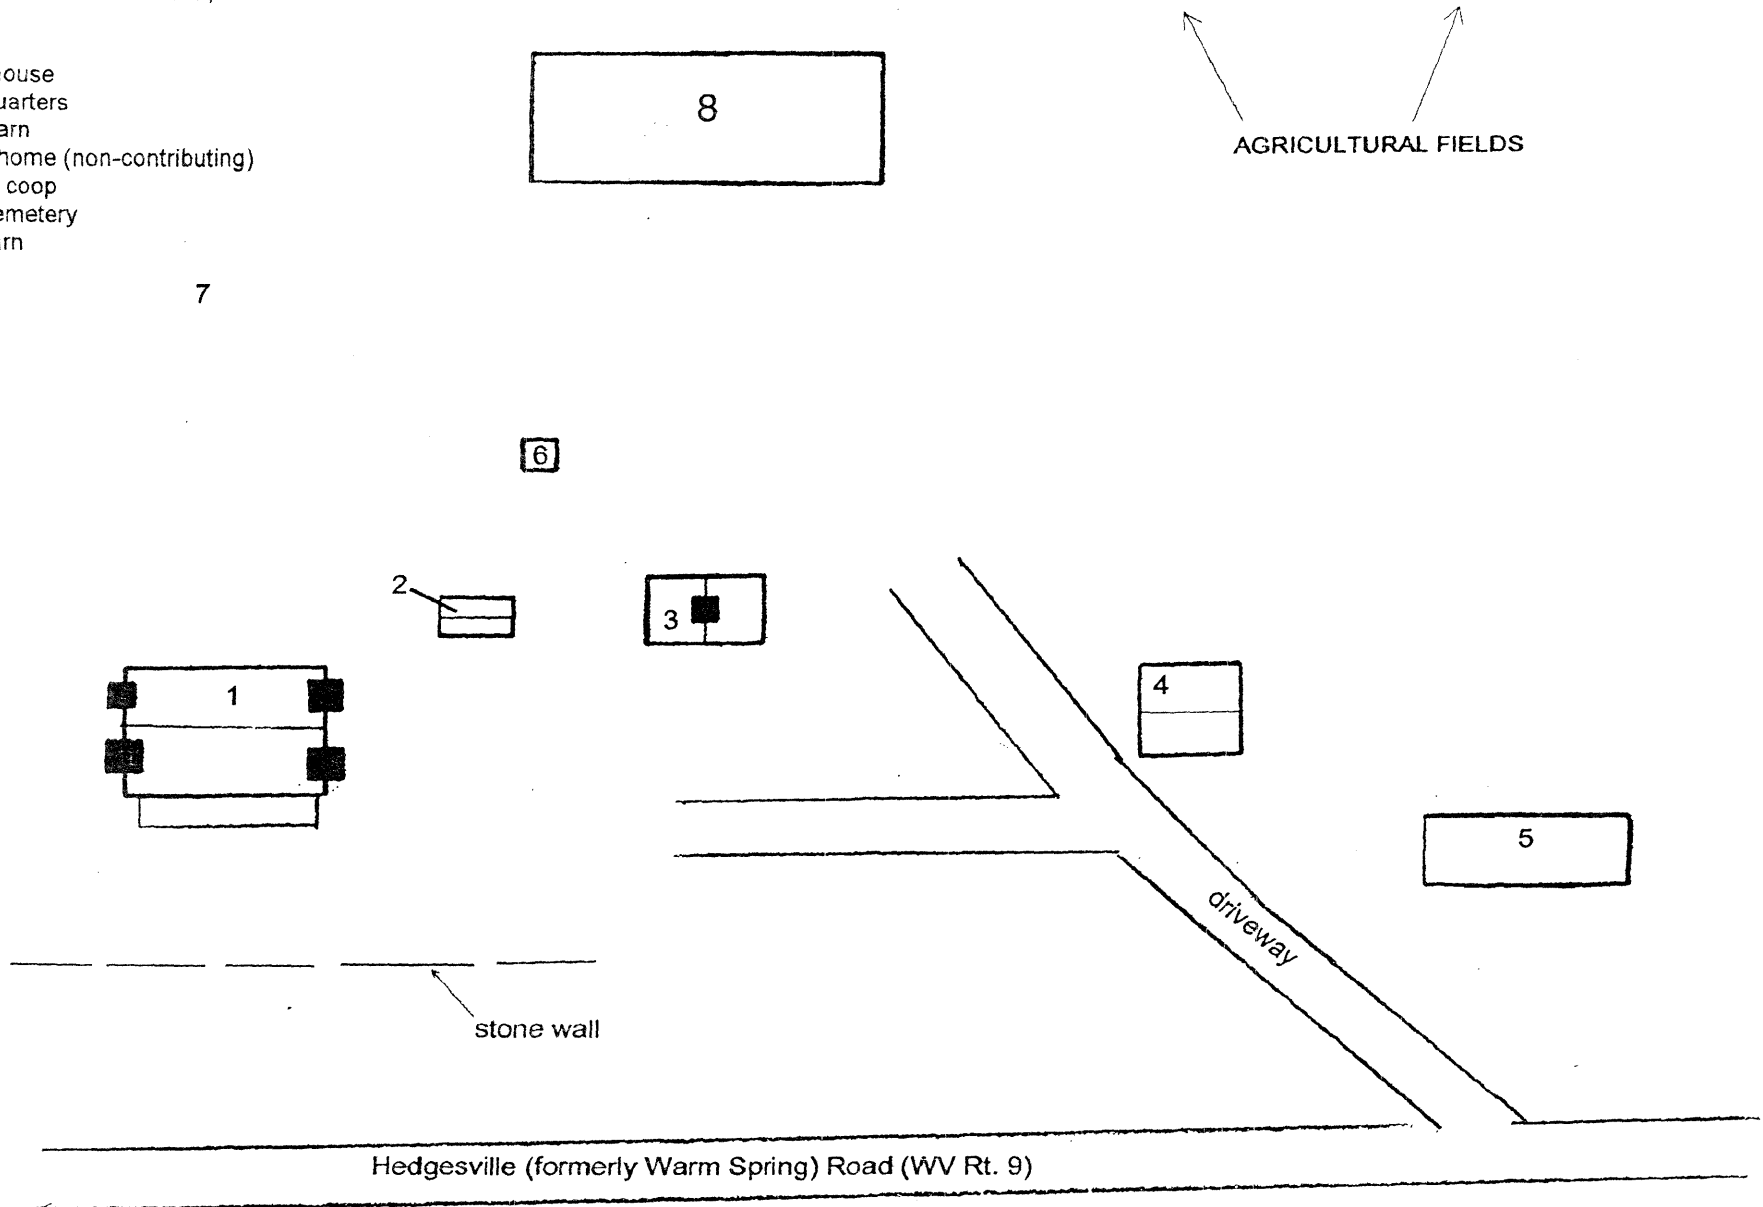 ouse
uarters
arn
home (non-contributing)
coop
emetery
rn
8
AGRICULTURAL FIELDS
7
6
2
3
1
4
5
driveway
stone wall
Hedgesville (formerly Warm Spring) Road (WV Rt. 9)